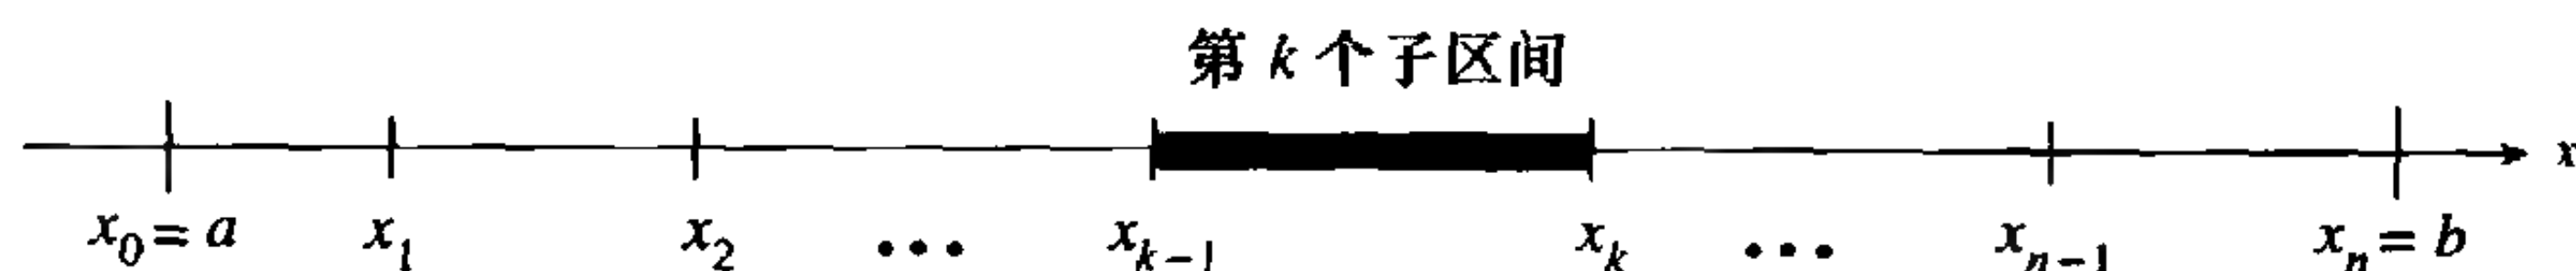 第 k 个子区间
x
x₀ = a x₁ x₂ ••• xₖ₋₁ xₖ ••• xₙ₋₁ xₙ = b